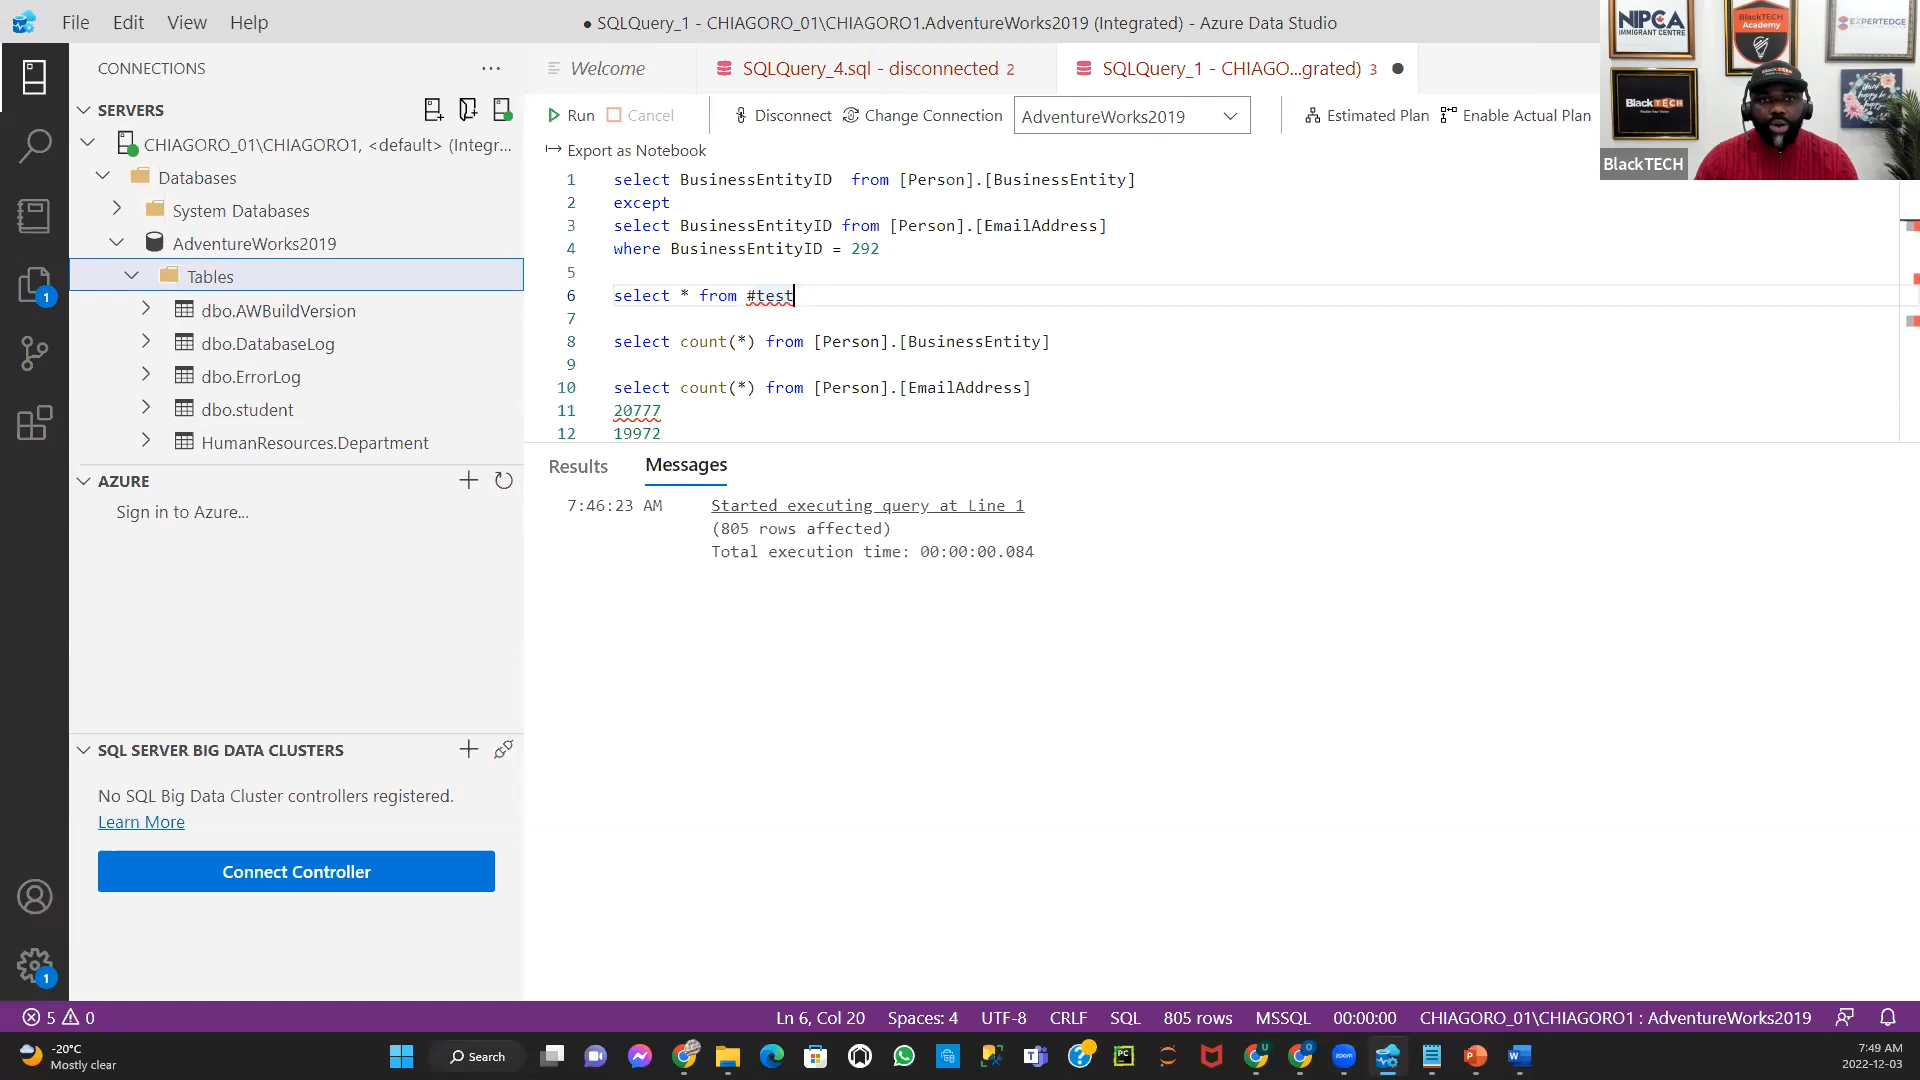 File Edit View Help
● SQLQuery_1 - CHIAGORO_01\CHIAGORO1.AdventureWorks2019 (Integrated) - Azure Data Studio
CONNECTIONS ...
Welcome
SQLQuery_4.sql - disconnected 2
SQLQuery_1 - CHIAGO...grated) 3
SERVERS
Run Cancel Disconnect Change Connection AdventureWorks2019 Estimated Plan Enable Actual Plan
Export as Notebook
CHIAGORO_01\CHIAGORO1, <default> (Integr...
Databases
System Databases
AdventureWorks2019
Tables
dbo.AWBuildVersion
dbo.DatabaseLog
dbo.ErrorLog
dbo.student
HumanResources.Department
AZURE
Sign in to Azure...
SQL SERVER BIG DATA CLUSTERS
No SQL Big Data Cluster controllers registered.
Learn More
Connect Controller
1 select BusinessEntityID  from [Person].[BusinessEntity]
2 except
3 select BusinessEntityID from [Person].[EmailAddress]
4 where BusinessEntityID = 292
5
6 select * from #test
7
8 select count(*) from [Person].[BusinessEntity]
9
10 select count(*) from [Person].[EmailAddress]
11 20777
12 19972
Results Messages
7:46:23 AM Started executing query at Line 1
(805 rows affected)
Total execution time: 00:00:00.084
NIPCA
IMMIGRANT CENTRE
BlackTECH
Academy
EXPERTEDGE
BlackTECH
BlackTECH
1
1
5 0 Ln 6, Col 20 Spaces: 4 UTF-8 CRLF SQL 805 rows MSSQL 00:00:00 CHIAGORO_01\CHIAGORO1 : AdventureWorks2019
-20°C
Mostly clear
Search
zoom
7:49 AM
2022-12-03